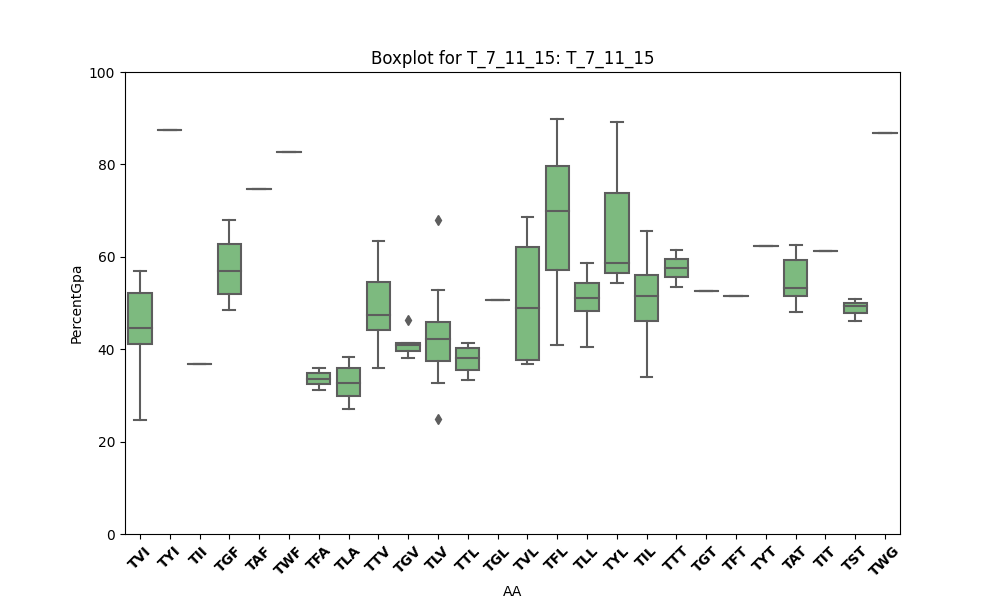 Boxplot for T_7_11_15: T_7_11_15
100
80
60
40
20
0
PercentGpa
TVI TYI TII TGF TAF TWF TFA TLA TTV TGV TLV TTL TGL TVL TFL TLL TYL TIL TTT TGT TFT TYT TAT TIT TST TWG
AA